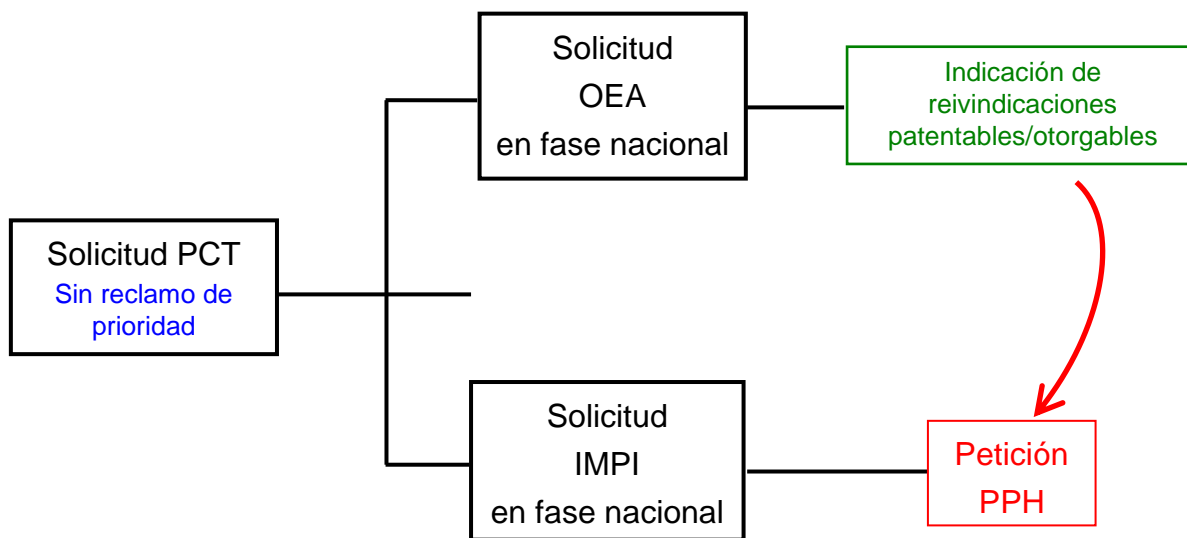 Solicitud
OEA
en fase nacional
Indicación de
reivindicaciones
patentables/otorgables
Solicitud PCT
Sin reclamo de
prioridad
Solicitud
IMPI
en fase nacional
Petición
PPH